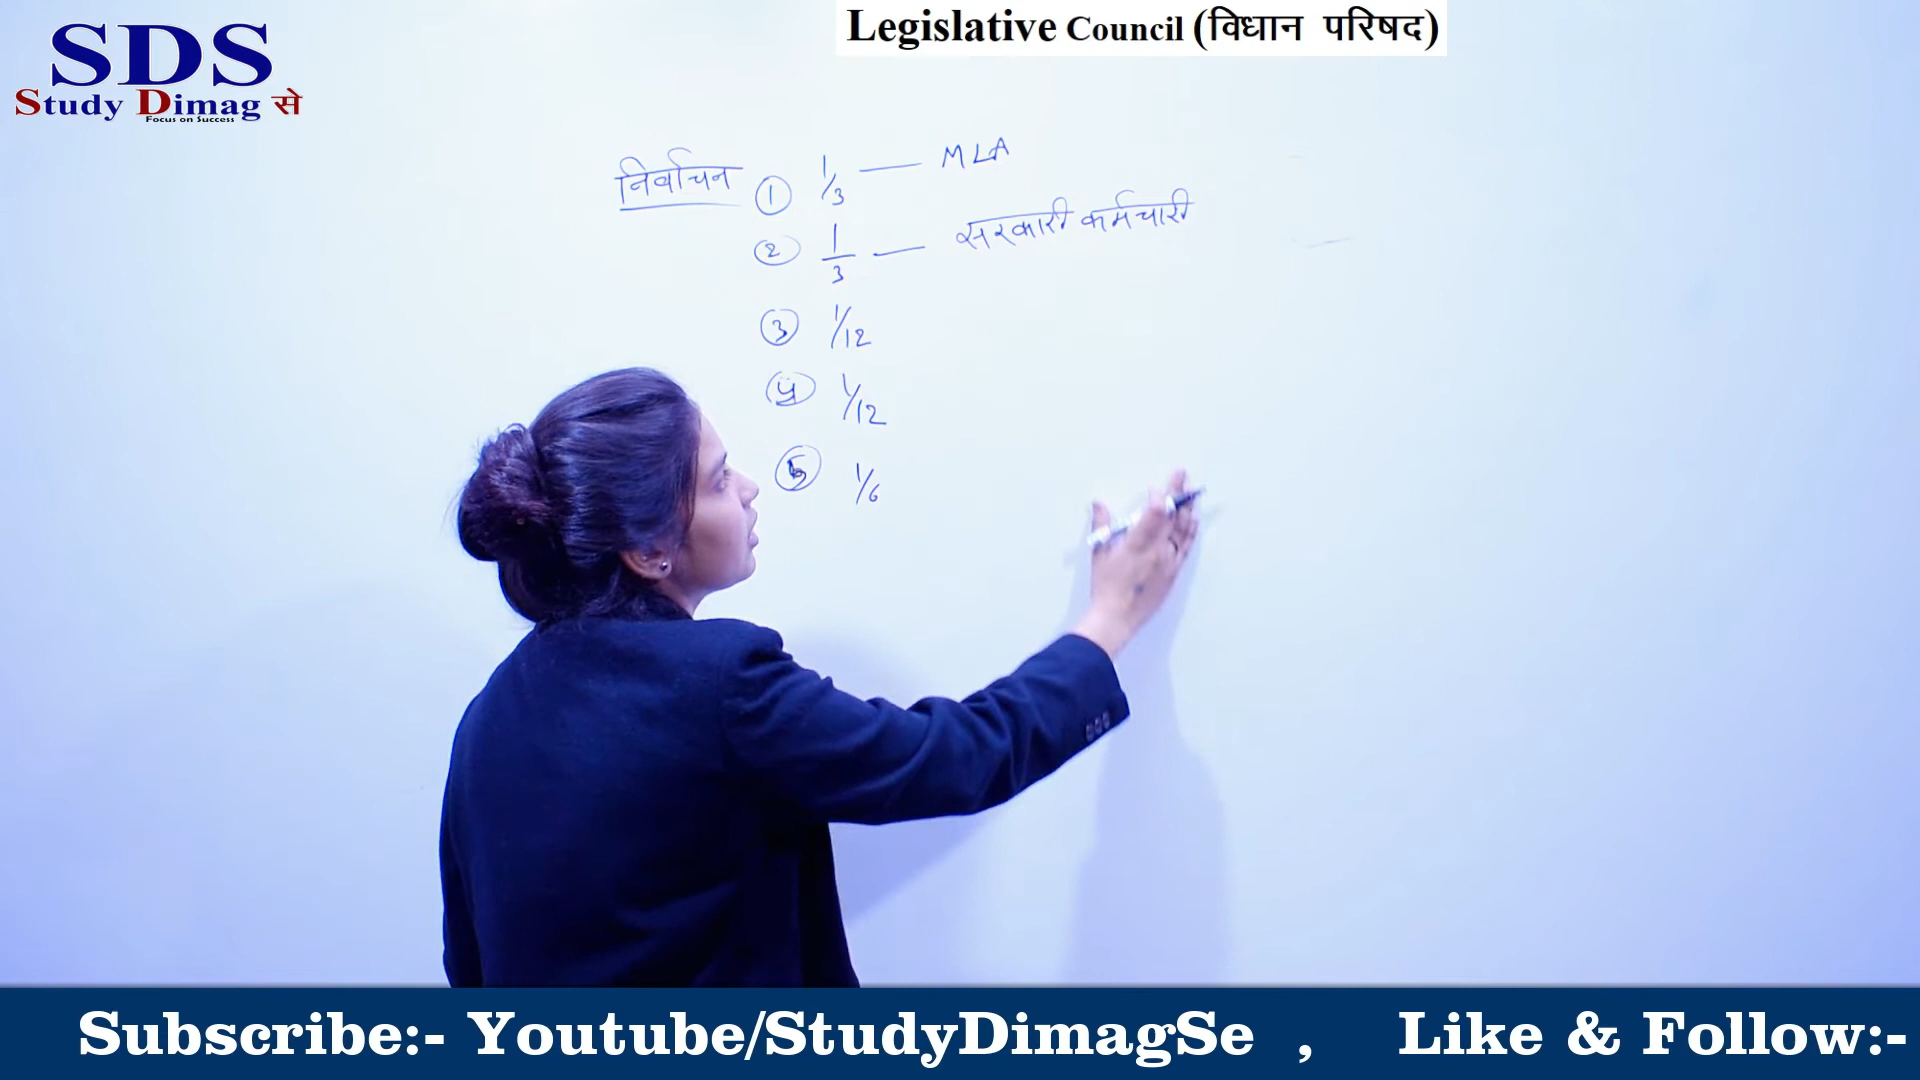 Legislative Council (विधान परिषद)
SDS
Study Dimag से
Focus on Success
निर्वाचन ① 1/3 — MLA
② 1/3 — सरकारी कर्मचारी
③ 1/12
④ 1/12
⑤ 1/6
Subscribe:- Youtube/StudyDimagSe , Like & Follow:-